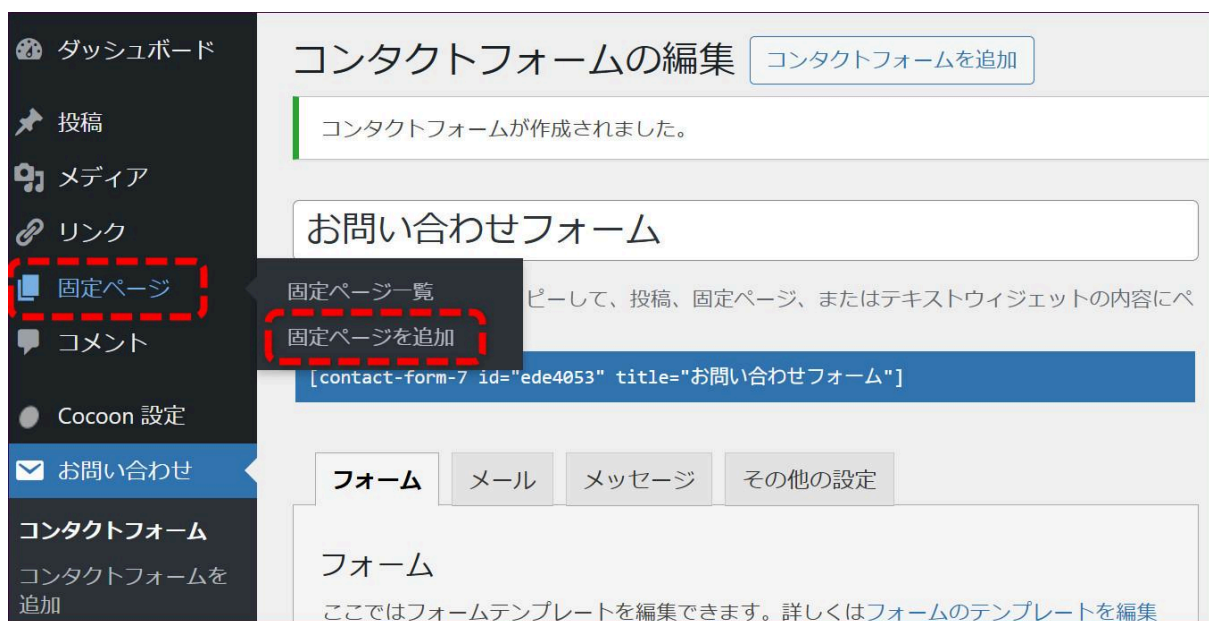 ダッシュボード
投稿
メディア
リンク
固定ページ
コメント
Cocoon 設定
お問い合わせ
コンタクトフォーム
コンタクトフォームを
追加
固定ページ一覧
固定ページを追加
コンタクトフォームの編集 コンタクトフォームを追加
コンタクトフォームが作成されました。
お問い合わせフォーム
ピーして、投稿、固定ページ、またはテキストウィジェットの内容にペ
[contact-form-7 id="ede4053" title="お問い合わせフォーム"]
フォーム メール メッセージ その他の設定
フォーム
ここではフォームテンプレートを編集できます。詳しくはフォームのテンプレートを編集